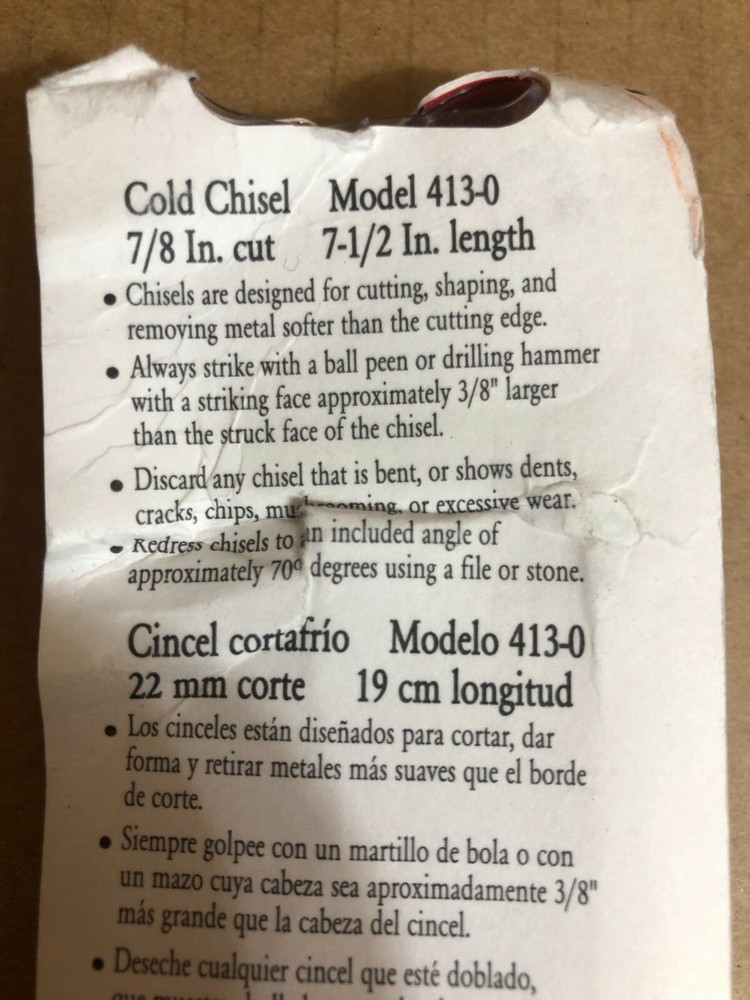 Cold Chisel Model 413-0
7/8 In. cut 7-1/2 In. length
• Chisels are designed for cutting, shaping, and
removing metal softer than the cutting edge.
• Always strike with a ball peen or drilling hammer
with a striking face approximately 3/8" larger
than the struck face of the chisel.
• Discard any chisel that is bent, or shows dents,
cracks, chips, mushrooming, or excessive wear.
• Redress chisels to an included angle of
approximately 70º degrees using a file or stone.
Cincel cortafrío Modelo 413-0
22 mm corte 19 cm longitud
• Los cinceles están diseñados para cortar, dar
forma y retirar metales más suaves que el borde
de corte.
• Siempre golpee con un martillo de bola o con
un mazo cuya cabeza sea aproximadamente 3/8"
más grande que la cabeza del cincel.
• Deseche cualquier cincel que esté doblado,